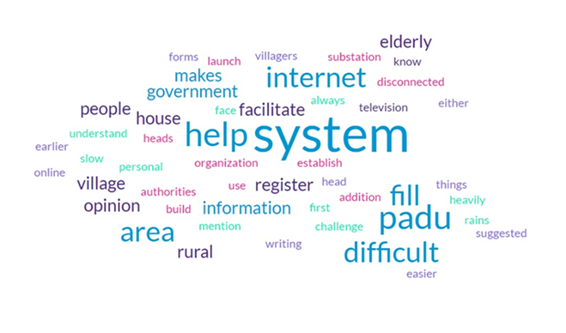 elderly
forms launch villagers substation know
makes internet disconnected
government
people house face facilitate always television either
understand heads help system
earlier slow personal organization establish
online
village authorities use register head addition fill things heavily
opinion build information first padu rains
area mention challenge difficult suggested
rural writing
easier